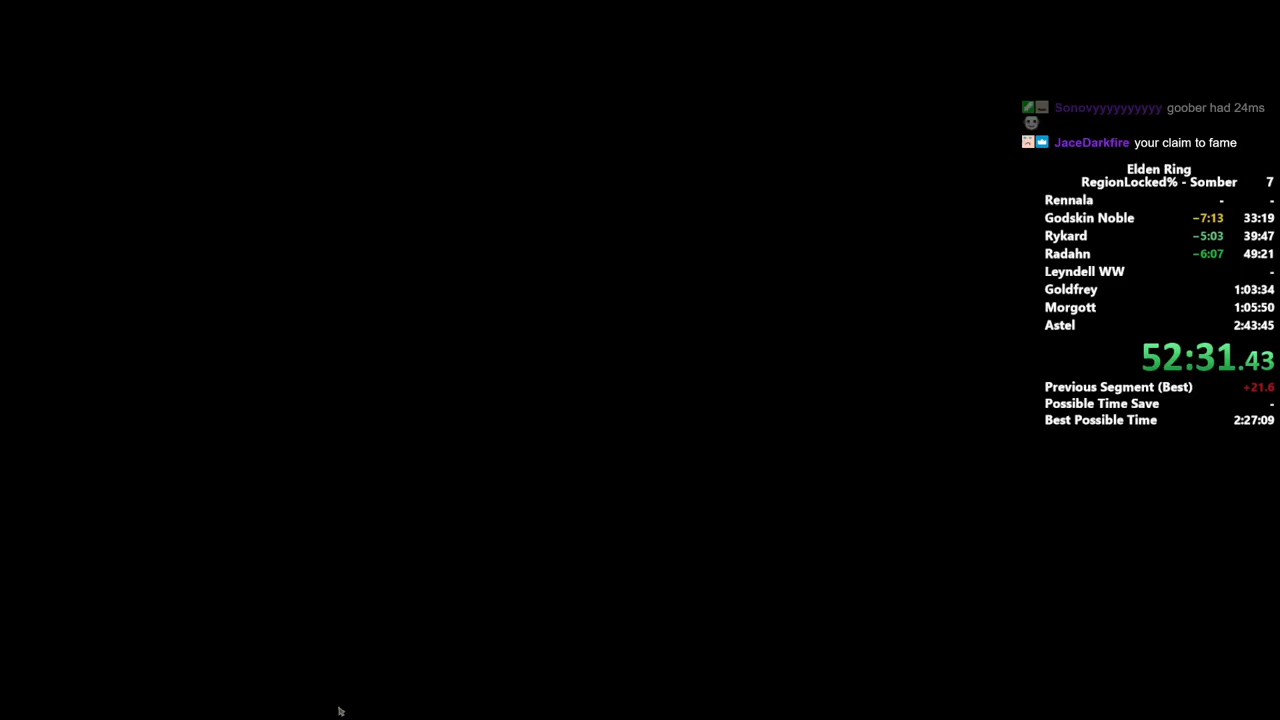 Sonovyyyyyyyyyy goober had 24ms
JaceDarkfire your claim to fame
Elden Ring
RegionLocked% - Somber 7
Rennala - -
Godskin Noble −7:13 33:19
Rykard −5:03 39:47
Radahn −6:07 49:21
Leyndell WW -
Goldfrey 1:03:34
Morgott 1:05:50
Astel 2:43:45
52:31.43
Previous Segment (Best) +21.6
Possible Time Save -
Best Possible Time 2:27:09